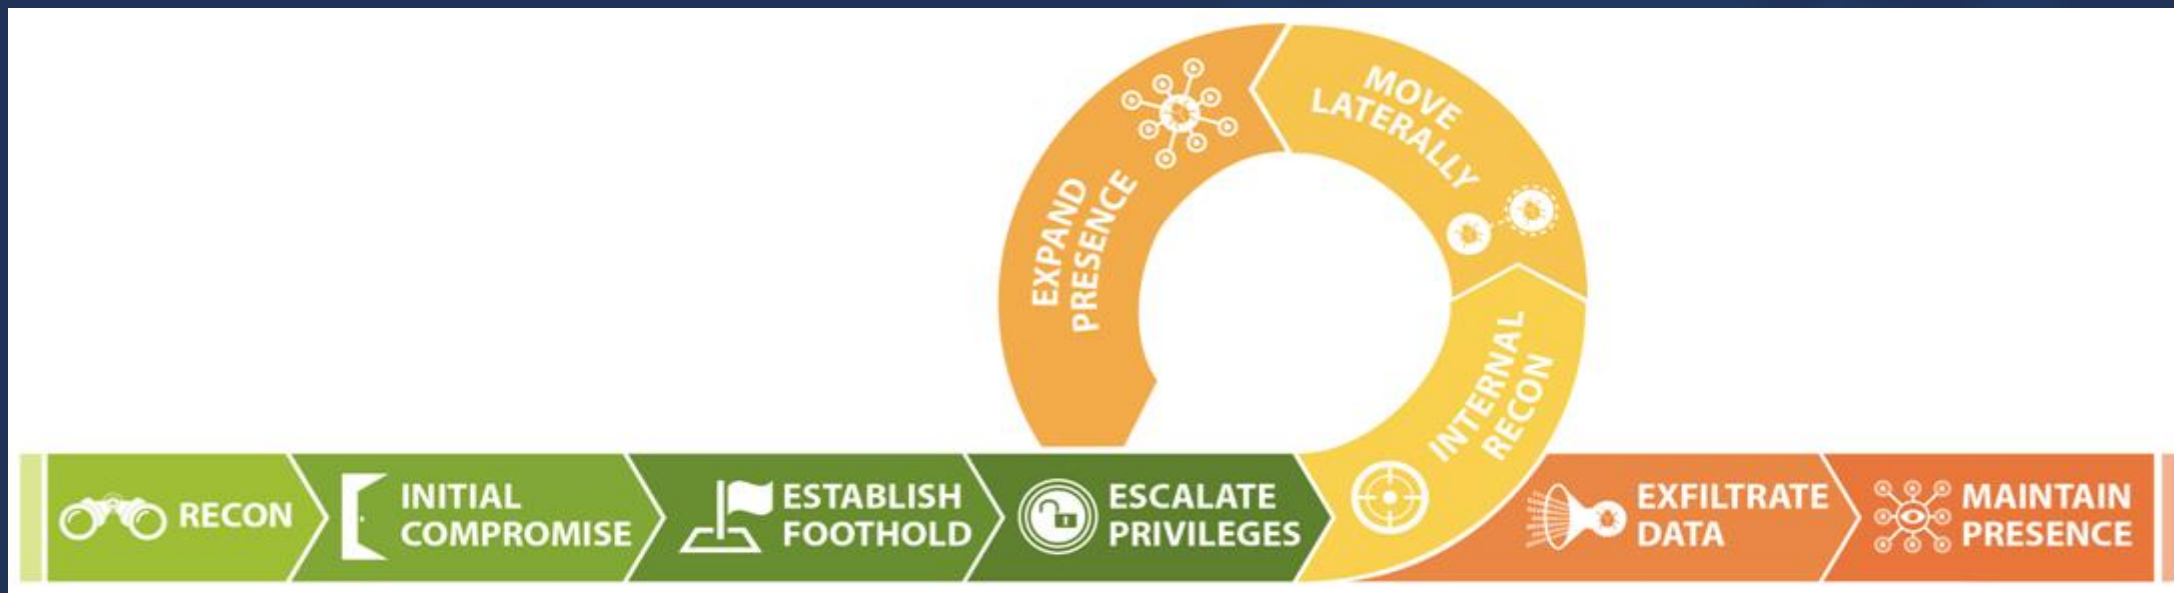 RECON
INITIAL
COMPROMISE
ESTABLISH
FOOTHOLD
ESCALATE
PRIVILEGES
INTERNAL
RECON
MOVE
LATERALLY
EXPAND
PRESENCE
EXFILTRATE
DATA
MAINTAIN
PRESENCE